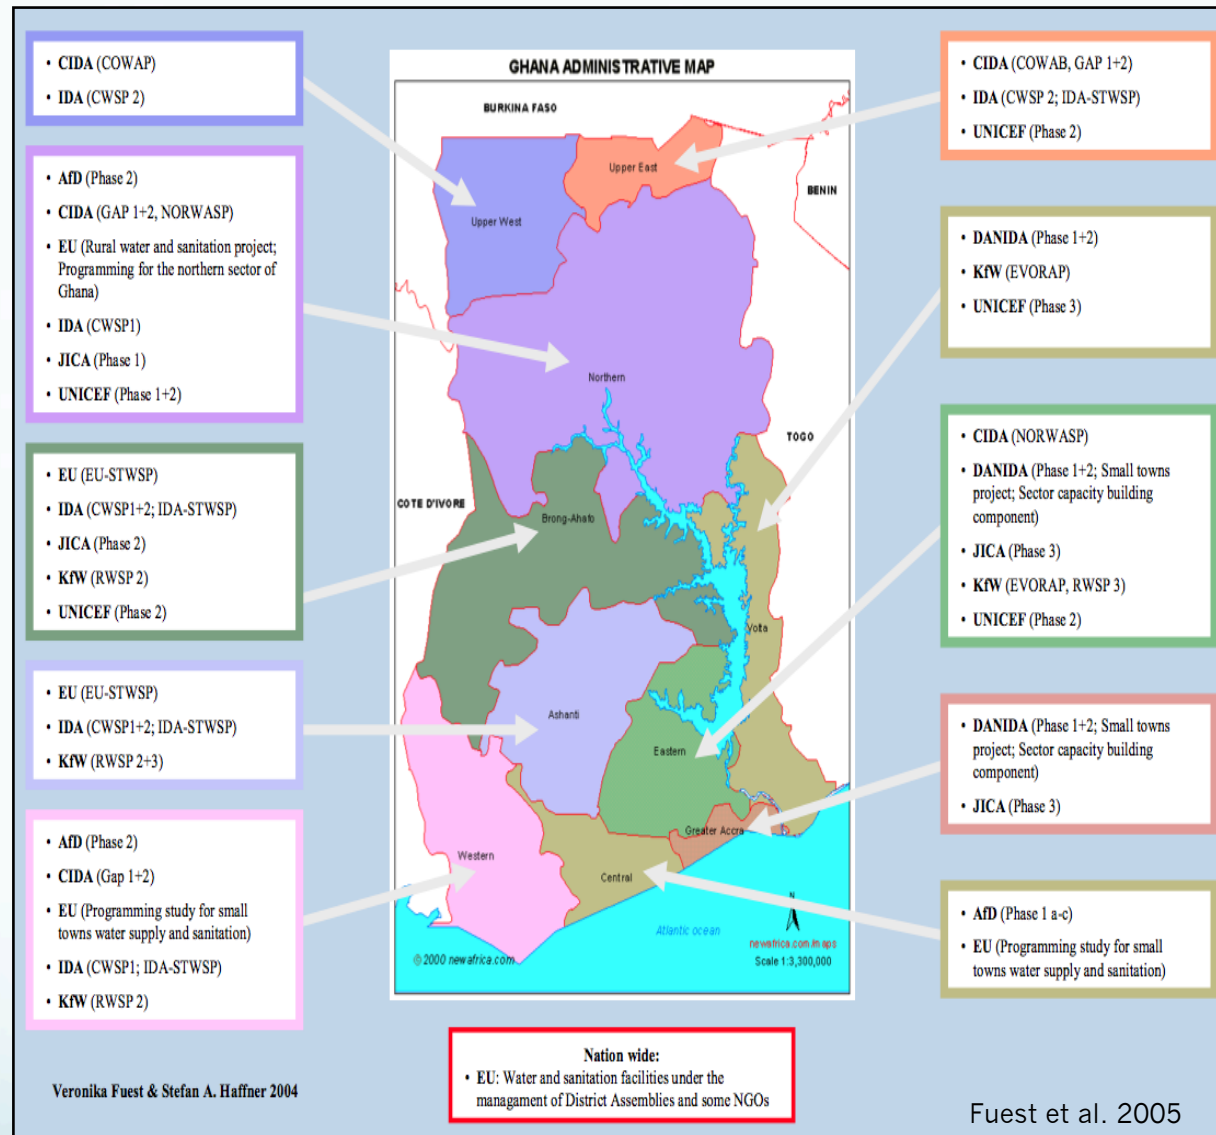 • CIDA (COWAP)
• IDA (CWSP 2)
• AfD (Phase 2)
• CIDA (GAP 1+2, NORWASP)
• EU (Rural water and sanitation project;
Programming for the northern sector of
Ghana)
• IDA (CWSP1)
• JICA (Phase 1)
• UNICEF (Phase 1+2)
• EU (EU-STWSP)
• IDA (CWSP1+2; IDA-STWSP)
• JICA (Phase 2)
• KfW (RWSP 2)
• UNICEF (Phase 2)
• EU (EU-STWSP)
• IDA (CWSP1+2; IDA-STWSP)
• KfW (RWSP 2+3)
• AfD (Phase 2)
• CIDA (Gap 1+2)
• EU (Programming study for small
towns water supply and sanitation)
• IDA (CWSP1; IDA-STWSP)
• KfW (RWSP 2)
Veronika Fuest & Stefan A. Haffner 2004
GHANA ADMINISTRATIVE MAP
BURKINA FASO
BENIN
TOGO
COTE D'IVORE
Upper East
Upper West
Northern
Brong-Ahafo
Volta
Ashanti
Eastern
Greater Accra
Western
Central
N
Atlantic ocean
newafrica.com/maps
Scale 1:3,300,000
©2000 newafrica.com
Nation wide:
• EU: Water and sanitation facilities under the
managament of District Assemblies and some NGOs
• CIDA (COWAB, GAP 1+2)
• IDA (CWSP 2; IDA-STWSP)
• UNICEF (Phase 2)
• DANIDA (Phase 1+2)
• KfW (EVORAP)
• UNICEF (Phase 3)
• CIDA (NORWASP)
• DANIDA (Phase 1+2; Small towns
project; Sector capacity building
component)
• JICA (Phase 3)
• KfW (EVORAP, RWSP 3)
• UNICEF (Phase 2)
• DANIDA (Phase 1+2; Small towns
project; Sector capacity building
component)
• JICA (Phase 3)
• AfD (Phase 1 a-c)
• EU (Programming study for small
towns water supply and sanitation)
Fuest et al. 2005